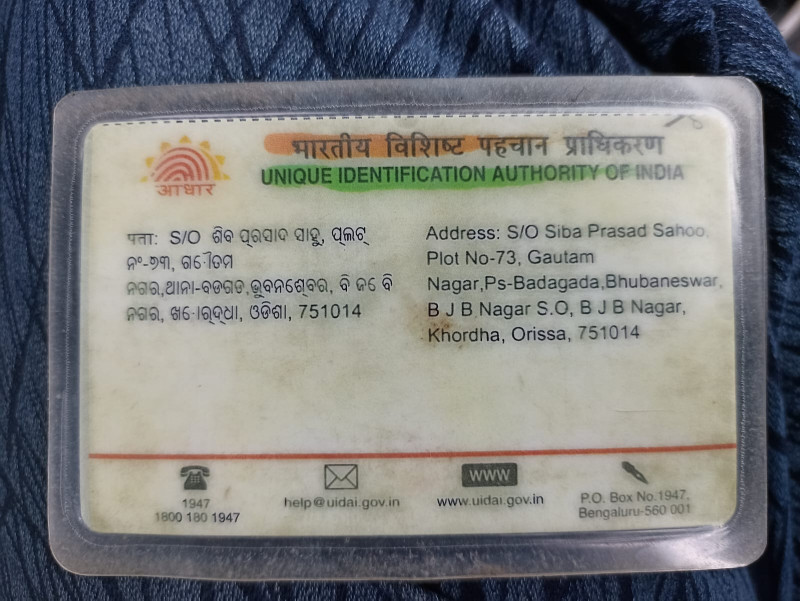 भारतीय विशिष्ट पहचान प्राधिकरण
UNIQUE IDENTIFICATION AUTHORITY OF INDIA
आधार
पता: S/O ଶିବ ପ୍ରସାଦ ସାହୁ, ପ୍ଲଟ୍
ନଂ-୭୩, ଗୌତମ
ନଗର,ଥାନା-ବଡଗଡ,ଭୁବନେଶ୍ବର, ବି ଜେ ବି
ନଗର, ଖୋର୍ଦ୍ଧା, ଓଡିଶା, 751014
Address: S/O Siba Prasad Sahoo,
Plot No-73, Gautam
Nagar,Ps-Badagada,Bhubaneswar,
B J B Nagar S.O, B J B Nagar,
Khordha, Orissa, 751014
1947
1800 180 1947
help@uidai.gov.in
www
www.uidai.gov.in
P.O. Box No.1947,
Bengaluru-560 001